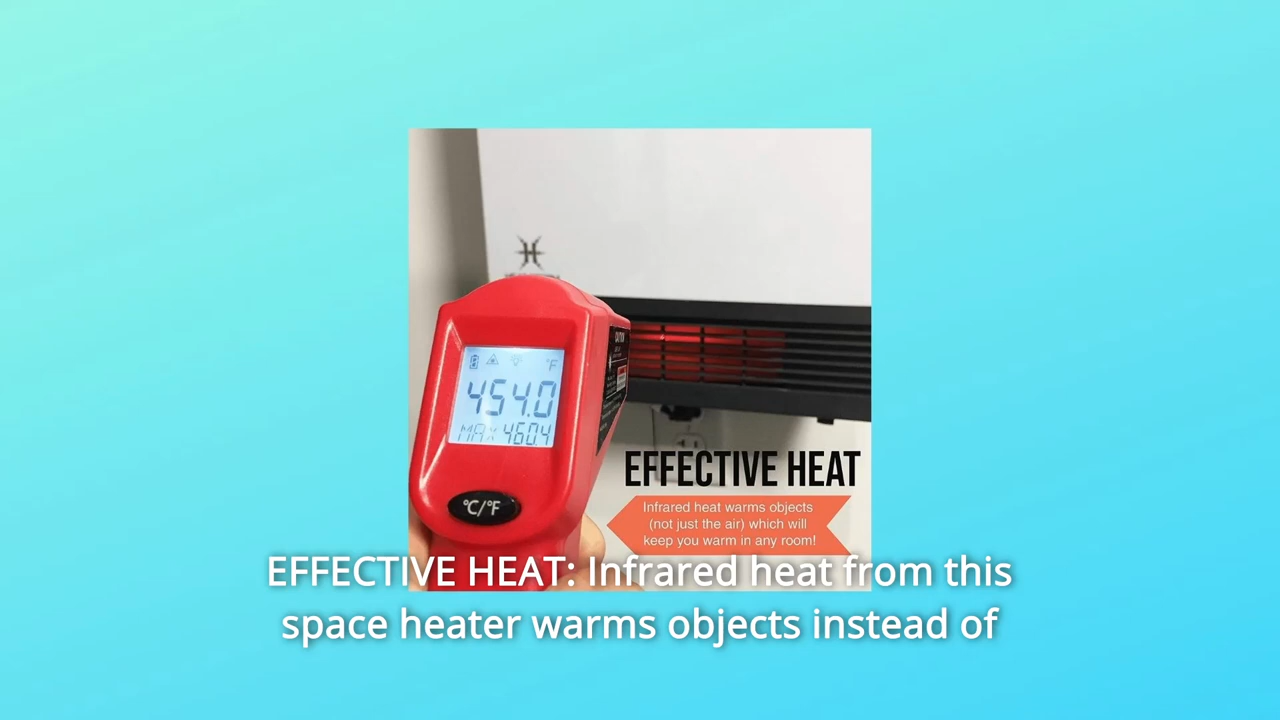 °F
454.0
MAX 460.4
°C/°F
CAUTION
EFFECTIVE HEAT
Infrared heat warms objects
(not just the air) which will
keep you warm in any room!
EFFECTIVE HEAT: Infrared heat from this
space heater warms objects instead of